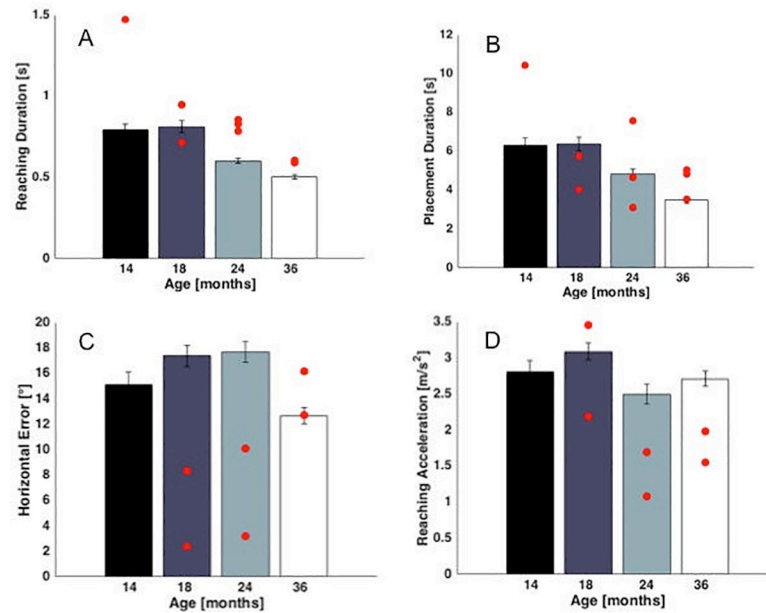 A
Reaching Duration [s]
1.5
1
0.5
0
14 18 24 36
Age [months]
B
Placement Duration [s]
12
10
8
6
4
2
0
14 18 24 36
Age [months]
C
Horizontal Error [°]
20
18
16
14
12
10
8
6
4
2
0
14 18 24 36
Age [months]
D
Reaching Acceleration [m/s²]
3.5
3
2.5
2
1.5
1
0.5
0
14 18 24 36
Age [months]